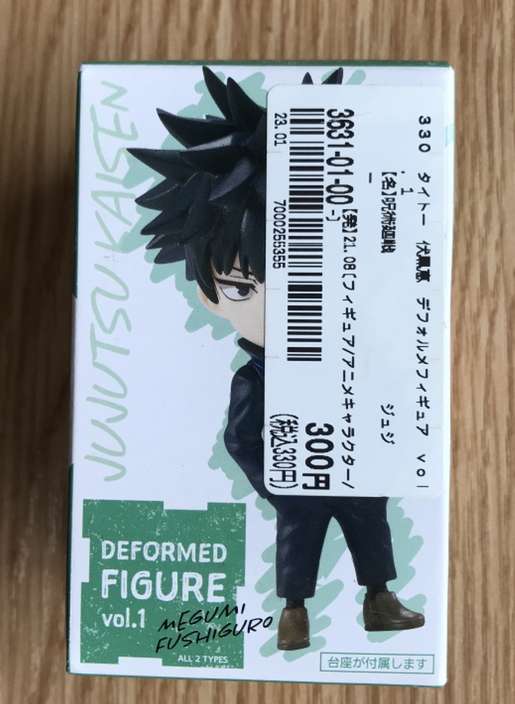 JUJUTSU KAISEN
330 タイトー 伏黒恵 デフォルメフィギュア vol
. 1
【名】呪術廻戦
ジュジ
【発】21.08 [フィギュア/アニメキャラクター/
3631-01-00
23.01
7000255355
300円
(税込330円)
DEFORMED
FIGURE
vol.1
MEGUMI
FUSHIGURO
ALL 2 TYPES
台座が付属します